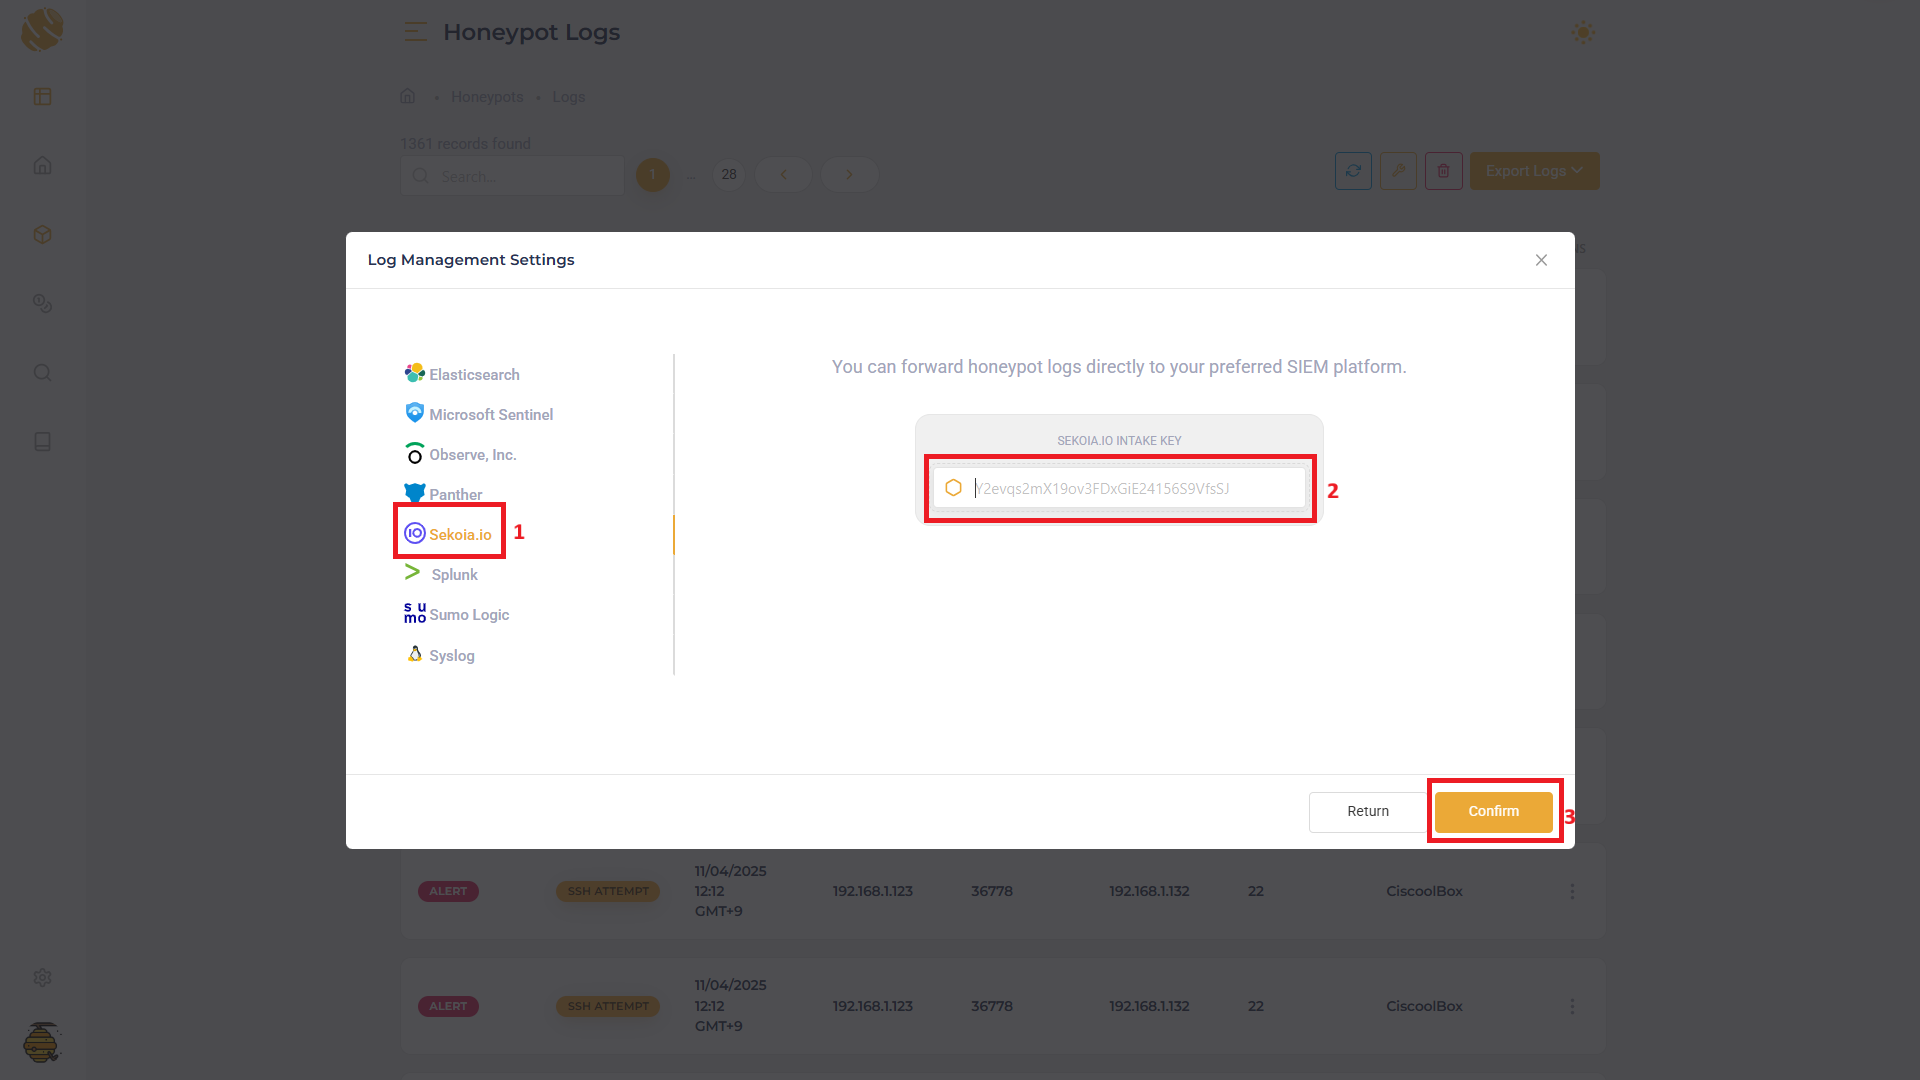 Honeypot Logs
Honeypots
Logs
1361 records found
Search...
1
...
28
Export Logs
Log Management Settings
Elasticsearch
Microsoft Sentinel
Observe, Inc.
Panther
Sekoia.io
1
Splunk
Sumo Logic
Syslog
You can forward honeypot logs directly to your preferred SIEM platform.
SEKOIA.IO INTAKE KEY
Y2evqs2mX19ov3FDxGiE24156S9VfsSJ
2
Return
Confirm
3
ALERT
SSH ATTEMPT
11/04/2025
12:12
GMT+9
192.168.1.123
36778
192.168.1.132
22
CiscoolBox
ALERT
SSH ATTEMPT
11/04/2025
12:12
GMT+9
192.168.1.123
36778
192.168.1.132
22
CiscoolBox